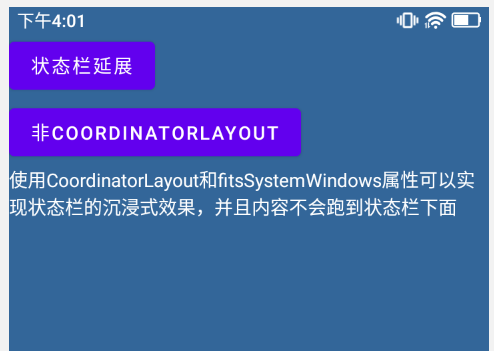 下午4:01
状态栏延展
非COORDINATORLAYOUT
使用CoordinatorLayout和fitsSystemWindows属性可以实
现状态栏的沉浸式效果，并且内容不会跑到状态栏下面